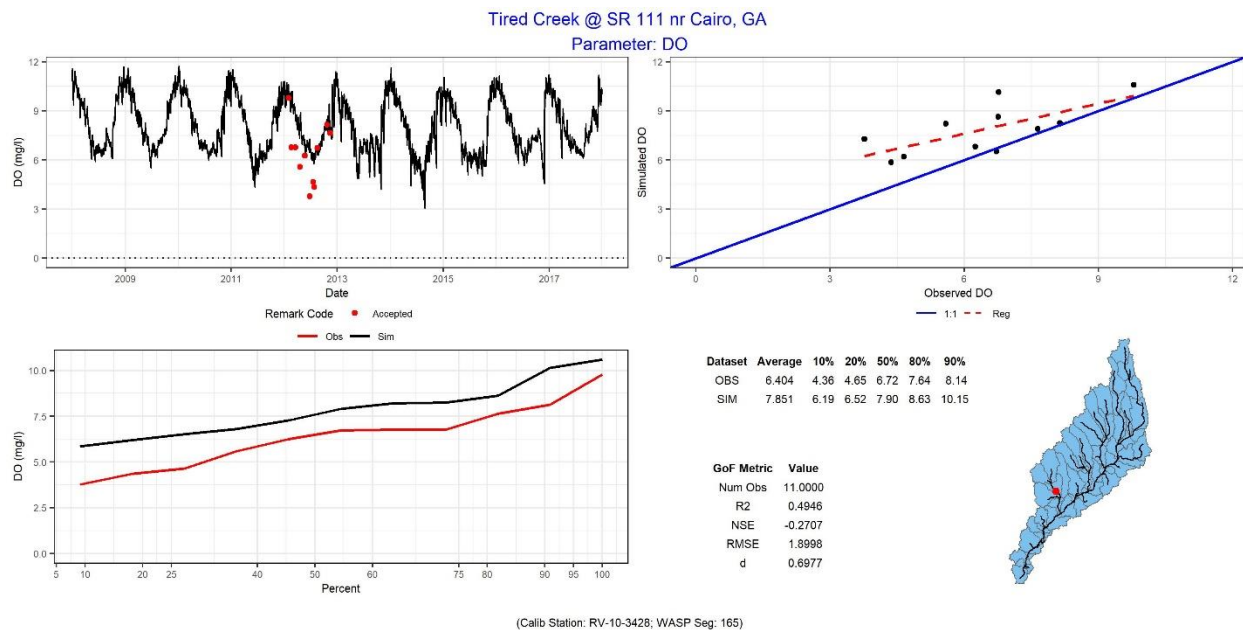 Tired Creek @ SR 111 nr Cairo, GA
Parameter: DO
12
9
6
3
0
DO (mg/l)
2009 2011 2013 2015 2017
Date
Remark Code Accepted
12
9
6
3
0
Simulated DO
0 3 6 9 12
Observed DO
1:1 Reg
Obs Sim
10.0
7.5
5.0
2.5
0.0
DO (mg/l)
5 10 20 25 40 50 60 75 80 90 95 100
Percent
Dataset Average 10% 20% 50% 80% 90%
OBS 6.404 4.36 4.65 6.72 7.64 8.14
SIM 7.851 6.19 6.52 7.90 8.63 10.15
GoF Metric Value
Num Obs 11.0000
R2 0.4946
NSE -0.2707
RMSE 1.8998
d 0.6977
(Calib Station: RV-10-3428; WASP Seg: 165)